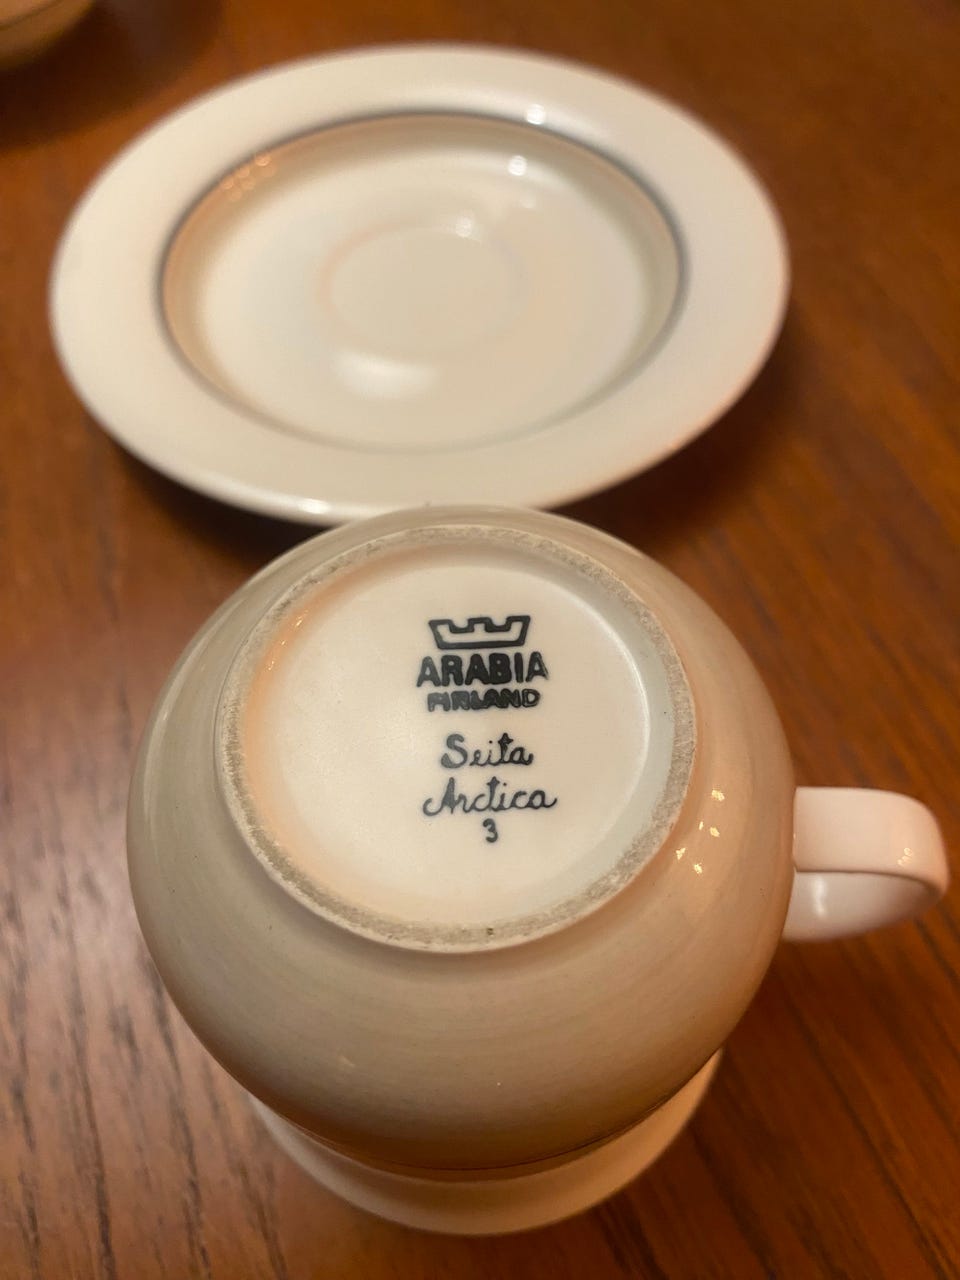 ARABIA
FINLAND
Seita
Arctica
3